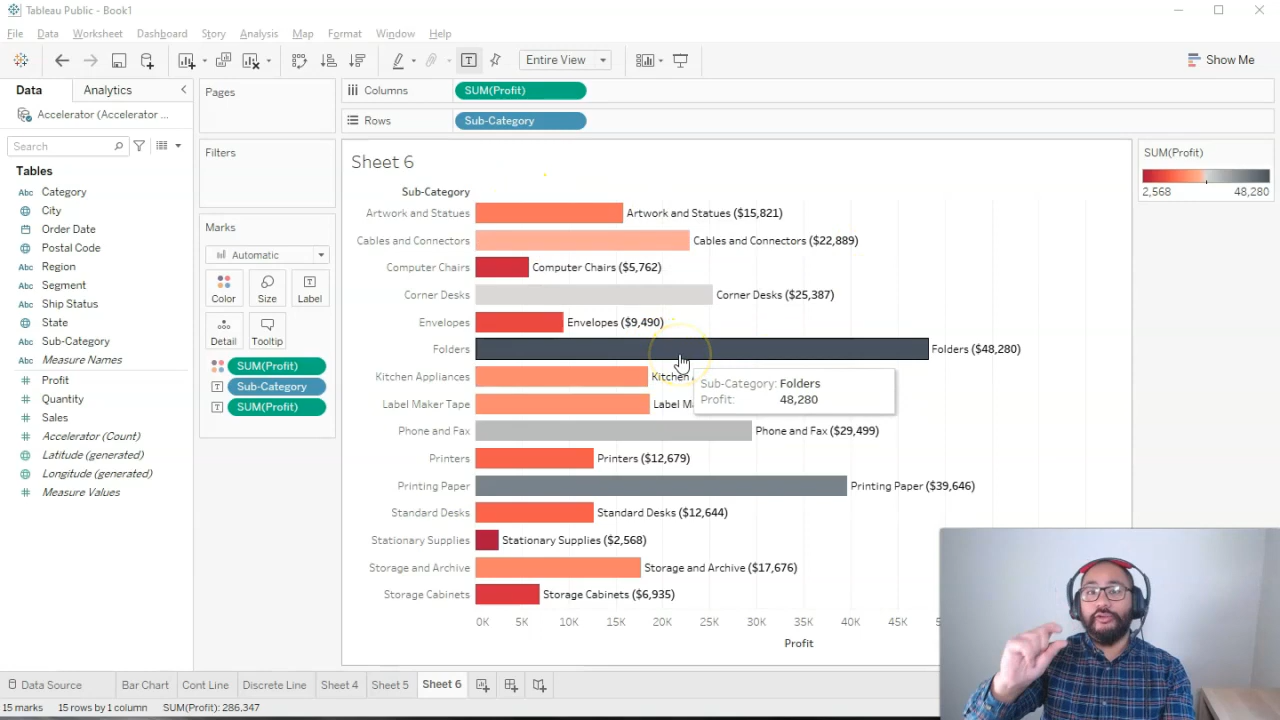 Tableau Public - Book1
File Data Worksheet Dashboard Story Analysis Map Format Window Help
Entire View
Show Me
Data Analytics
Accelerator (Accelerator ...
Search
Tables
Abc Category
City
Order Date
Postal Code
Abc Region
Abc Segment
Abc Ship Status
State
Abc Sub-Category
Abc Measure Names
# Profit
# Quantity
# Sales
# Accelerator (Count)
Latitude (generated)
Longitude (generated)
# Measure Values
Pages
Filters
Marks
Automatic
Color Size Label
Detail Tooltip
SUM(Profit)
Sub-Category
SUM(Profit)
Columns SUM(Profit)
Rows Sub-Category
Sheet 6
Sub-Category
Artwork and Statues Artwork and Statues ($15,821)
Cables and Connectors Cables and Connectors ($22,889)
Computer Chairs Computer Chairs ($5,762)
Corner Desks Corner Desks ($25,387)
Envelopes Envelopes ($9,490)
Folders Folders ($48,280)
Kitchen Appliances Kitchen
Label Maker Tape Label
Sub-Category: Folders
Profit: 48,280
Phone and Fax Phone and Fax ($29,499)
Printers Printers ($12,679)
Printing Paper Printing Paper ($39,646)
Standard Desks Standard Desks ($12,644)
Stationary Supplies Stationary Supplies ($2,568)
Storage and Archive Storage and Archive ($17,676)
Storage Cabinets Storage Cabinets ($6,935)
0K 5K 10K 15K 20K 25K 30K 35K 40K 45K
Profit
SUM(Profit)
2,568 48,280
Data Source Bar Chart Cont Line Discrete Line Sheet 4 Sheet 5 Sheet 6
15 marks 15 rows by 1 column SUM(Profit): 286,347